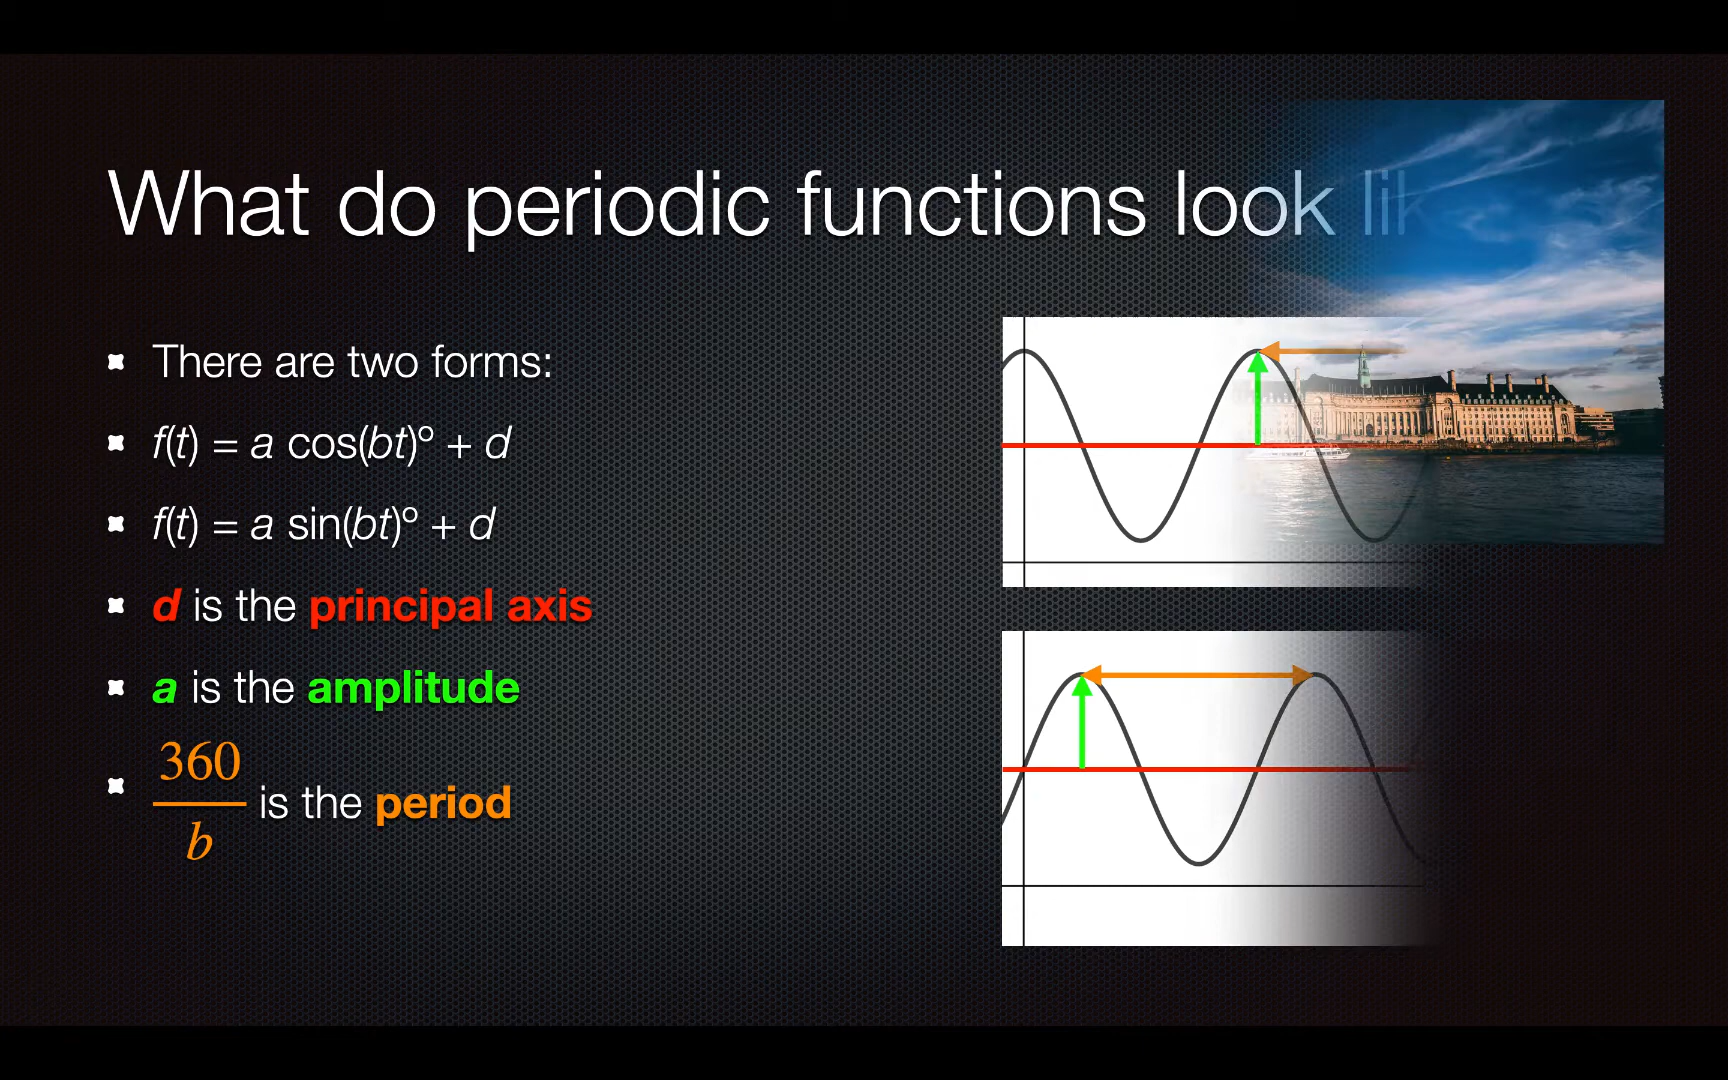 What do periodic functions look lik
There are two forms:
f(t) = a cos(bt)º + d
f(t) = a sin(bt)º + d
d is the principal axis
a is the amplitude
360/b is the period